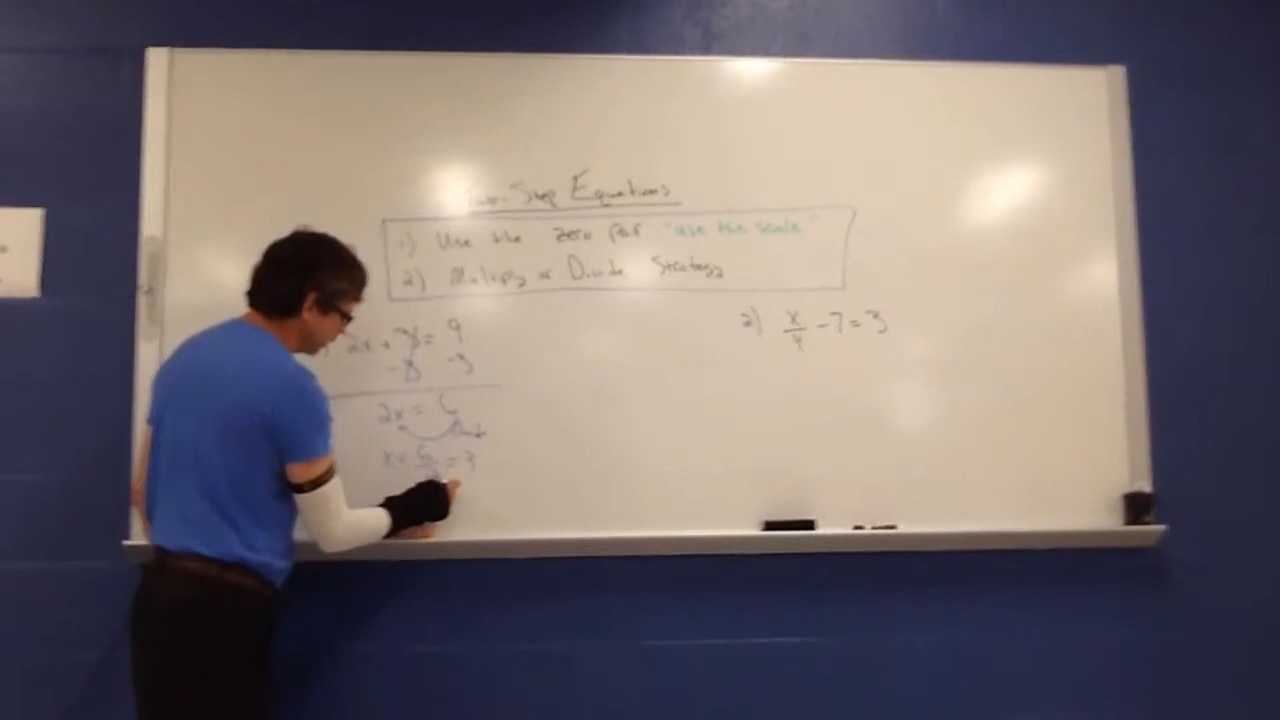 Two-Step Equations
1) Use the zero pair "use the scale"
2) Multiply or Divide Strategy
2x + 3 = 9
-3 -3
2x = 6
Divide
x = 6/2 = 3
2) x/4 - 7 = 3